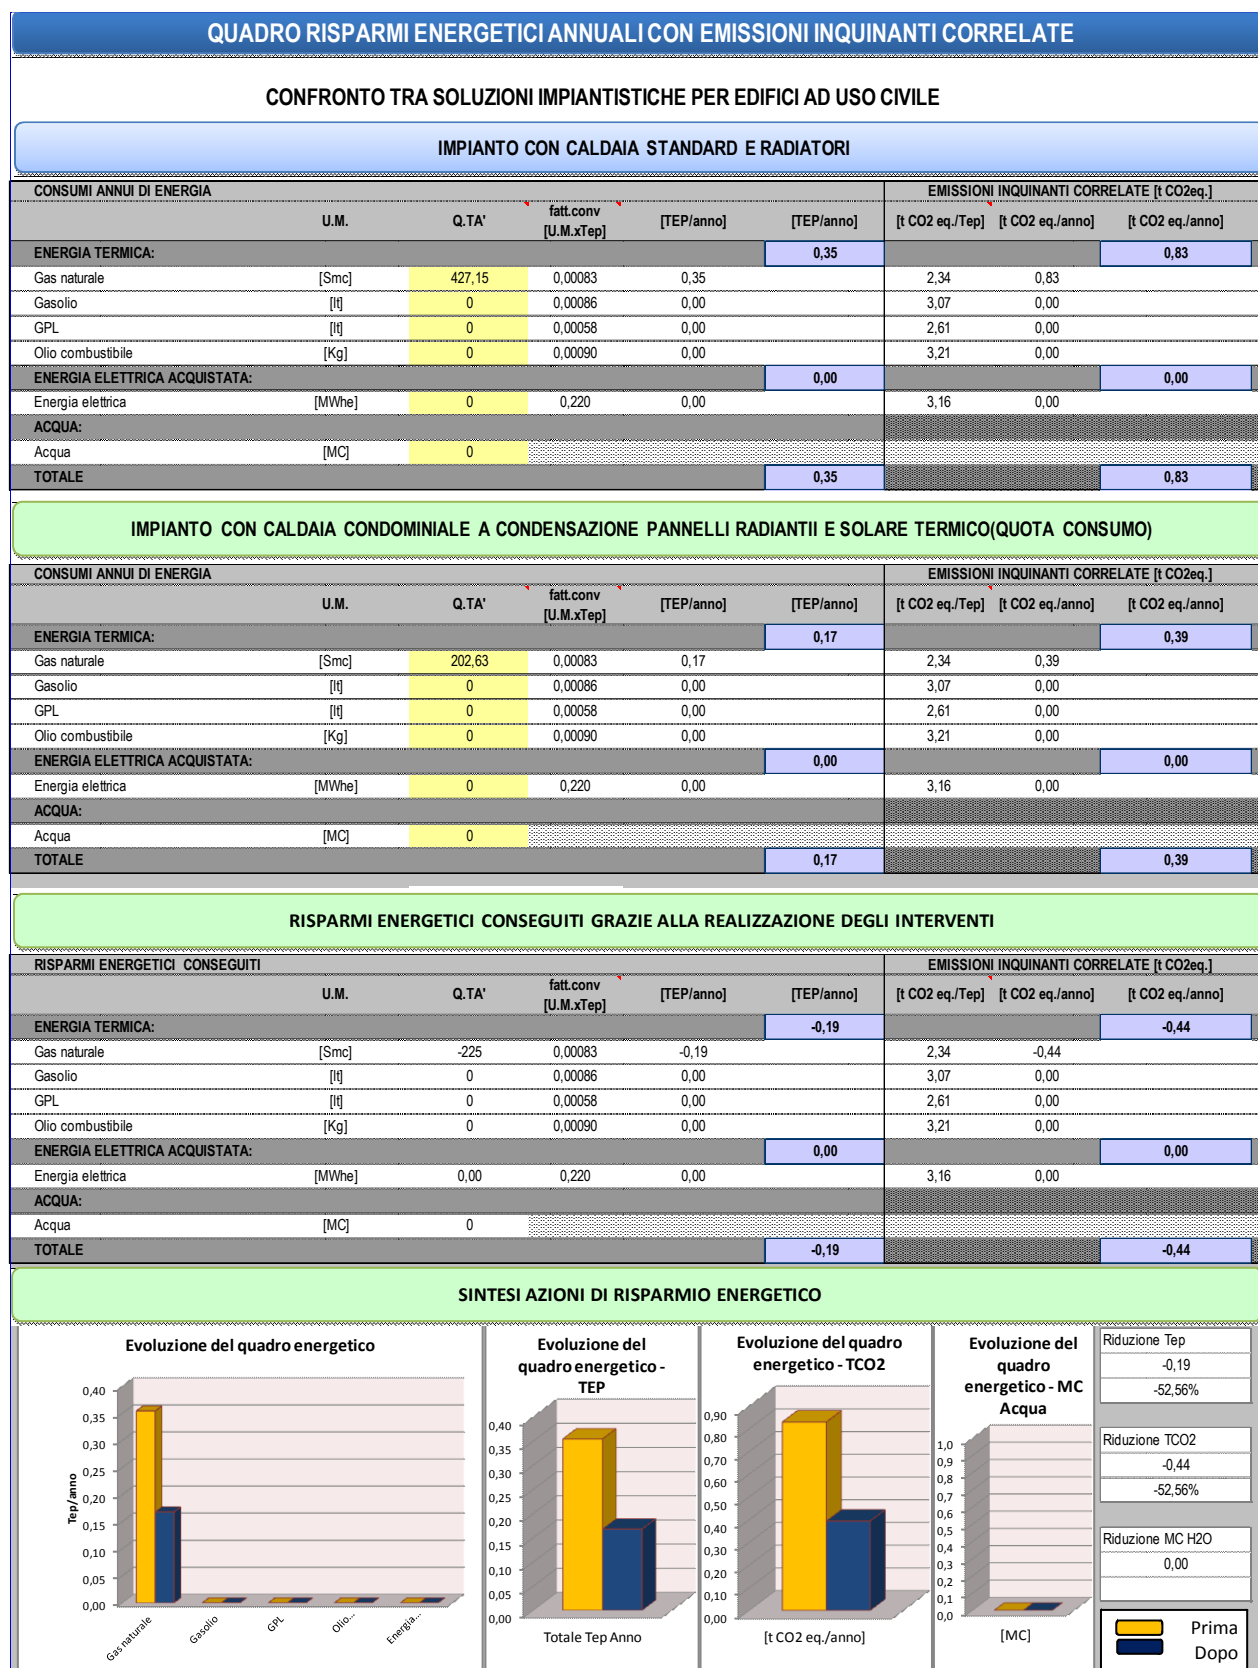 QUADRO RISPARMI ENERGETICI ANNUALI CON EMISSIONI INQUINANTI CORRELATE
CONFRONTO TRA SOLUZIONI IMPIANTISTICHE PER EDIFICI AD USO CIVILE
IMPIANTO CON CALDAIA STANDARD E RADIATORI
CONSUMI ANNUI DI ENERGIA EMISSIONI INQUINANTI CORRELATE [t CO2eq.]
U.M. Q.TA' fatt.conv [U.M.xTep] [TEP/anno] [TEP/anno] [t CO2 eq./Tep] [t CO2 eq./anno] [t CO2 eq./anno]
ENERGIA TERMICA: 0,35 0,83
Gas naturale [Smc] 427,15 0,00083 0,35 2,34 0,83
Gasolio [lt] 0 0,00086 0,00 3,07 0,00
GPL [lt] 0 0,00058 0,00 2,61 0,00
Olio combustibile [Kg] 0 0,00090 0,00 3,21 0,00
ENERGIA ELETTRICA ACQUISTATA: 0,00 0,00
Energia elettrica [MWhe] 0 0,220 0,00 3,16 0,00
ACQUA:
Acqua [MC] 0
TOTALE 0,35 0,83
IMPIANTO CON CALDAIA CONDOMINIALE A CONDENSAZIONE PANNELLI RADIANTII E SOLARE TERMICO(QUOTA CONSUMO)
CONSUMI ANNUI DI ENERGIA EMISSIONI INQUINANTI CORRELATE [t CO2eq.]
U.M. Q.TA' fatt.conv [U.M.xTep] [TEP/anno] [TEP/anno] [t CO2 eq./Tep] [t CO2 eq./anno] [t CO2 eq./anno]
ENERGIA TERMICA: 0,17 0,39
Gas naturale [Smc] 202,63 0,00083 0,17 2,34 0,39
Gasolio [lt] 0 0,00086 0,00 3,07 0,00
GPL [lt] 0 0,00058 0,00 2,61 0,00
Olio combustibile [Kg] 0 0,00090 0,00 3,21 0,00
ENERGIA ELETTRICA ACQUISTATA: 0,00 0,00
Energia elettrica [MWhe] 0 0,220 0,00 3,16 0,00
ACQUA:
Acqua [MC] 0
TOTALE 0,17 0,39
RISPARMI ENERGETICI CONSEGUITI GRAZIE ALLA REALIZZAZIONE DEGLI INTERVENTI
RISPARMI ENERGETICI CONSEGUITI EMISSIONI INQUINANTI CORRELATE [t CO2eq.]
U.M. Q.TA' fatt.conv [U.M.xTep] [TEP/anno] [TEP/anno] [t CO2 eq./Tep] [t CO2 eq./anno] [t CO2 eq./anno]
ENERGIA TERMICA: -0,19 -0,44
Gas naturale [Smc] -225 0,00083 -0,19 2,34 -0,44
Gasolio [lt] 0 0,00086 0,00 3,07 0,00
GPL [lt] 0 0,00058 0,00 2,61 0,00
Olio combustibile [Kg] 0 0,00090 0,00 3,21 0,00
ENERGIA ELETTRICA ACQUISTATA: 0,00 0,00
Energia elettrica [MWhe] 0,00 0,220 0,00 3,16 0,00
ACQUA:
Acqua [MC] 0
TOTALE -0,19 -0,44
SINTESI AZIONI DI RISPARMIO ENERGETICO
Evoluzione del quadro energetico
Tep/anno
0,40
0,35
0,30
0,25
0,20
0,15
0,10
0,05
0,00
Gas naturale
Gasolio
GPL
Olio...
Energia...
Evoluzione del
quadro energetico -
TEP
0,40
0,35
0,30
0,25
0,20
0,15
0,10
0,05
0,00
Totale Tep Anno
Evoluzione del quadro
energetico - TCO2
0,90
0,80
0,70
0,60
0,50
0,40
0,30
0,20
0,10
0,00
[t CO2 eq./anno]
Evoluzione del
quadro
energetico - MC
Acqua
1,0
0,9
0,8
0,7
0,6
0,5
0,4
0,3
0,2
0,1
0,0
[MC]
Riduzione Tep
-0,19
-52,56%
Riduzione TCO2
-0,44
-52,56%
Riduzione MC H2O
0,00
Prima
Dopo